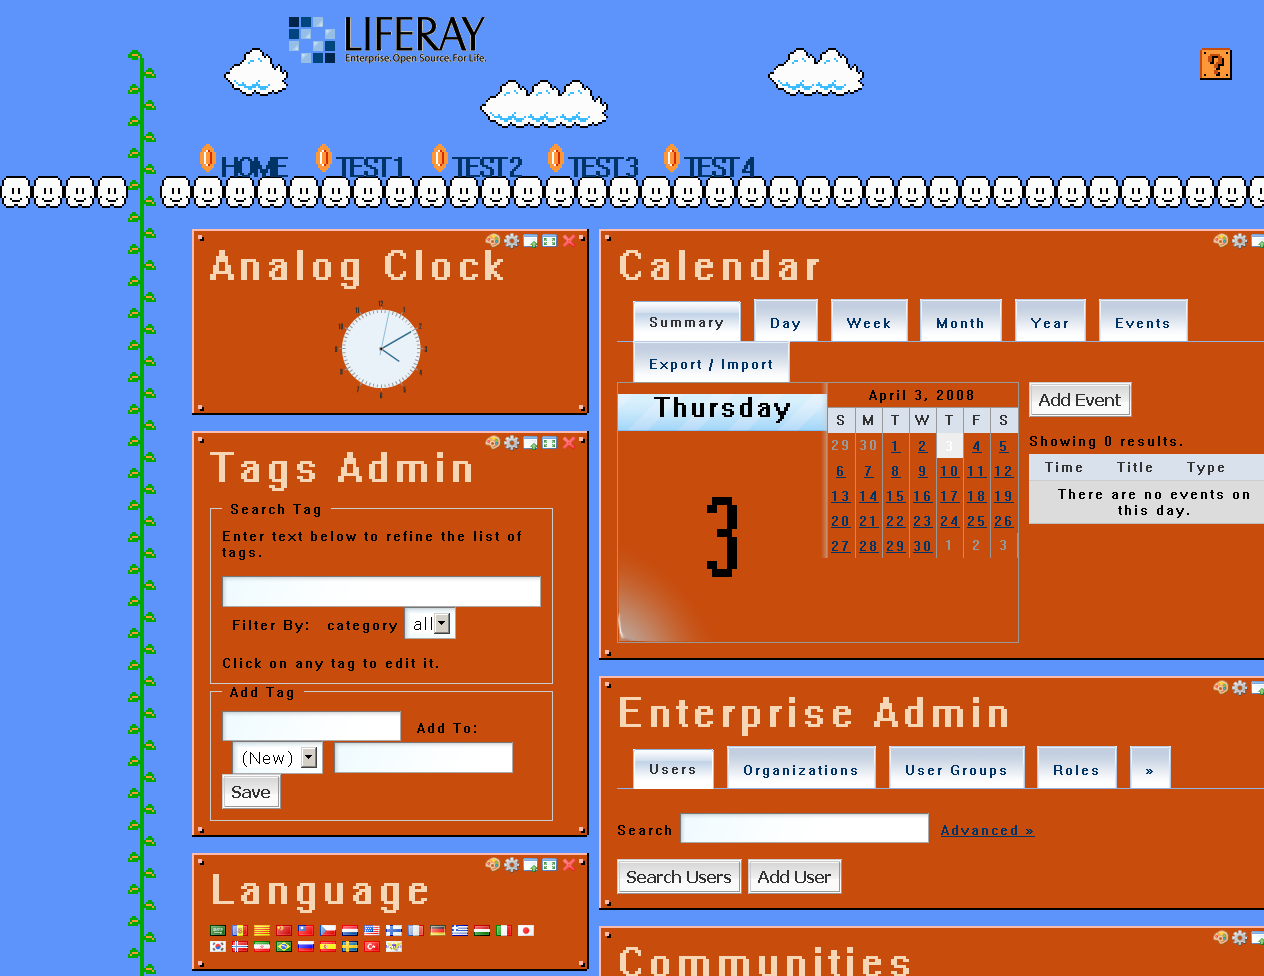 LIFERAY
Enterprise. Open Source. For Life.
?
HOME TEST1 TEST2 TEST3 TEST4
Analog Clock
Tags Admin
Search Tag
Enter text below to refine the list of
tags.
Filter By: category all
Click on any tag to edit it.
Add Tag
Add To:
(New)
Save
Language
Calendar
Summary Day Week Month Year Events
Export / Import
Thursday
3
April 3, 2008
S M T W T F S
29 30 1 2 3 4 5
6 7 8 9 10 11 12
13 14 15 16 17 18 19
20 21 22 23 24 25 26
27 28 29 30 1 2 3
Add Event
Showing 0 results.
Time Title Type
There are no events on
this day.
Enterprise Admin
Users Organizations User Groups Roles »
Search Advanced »
Search Users Add User
Communities